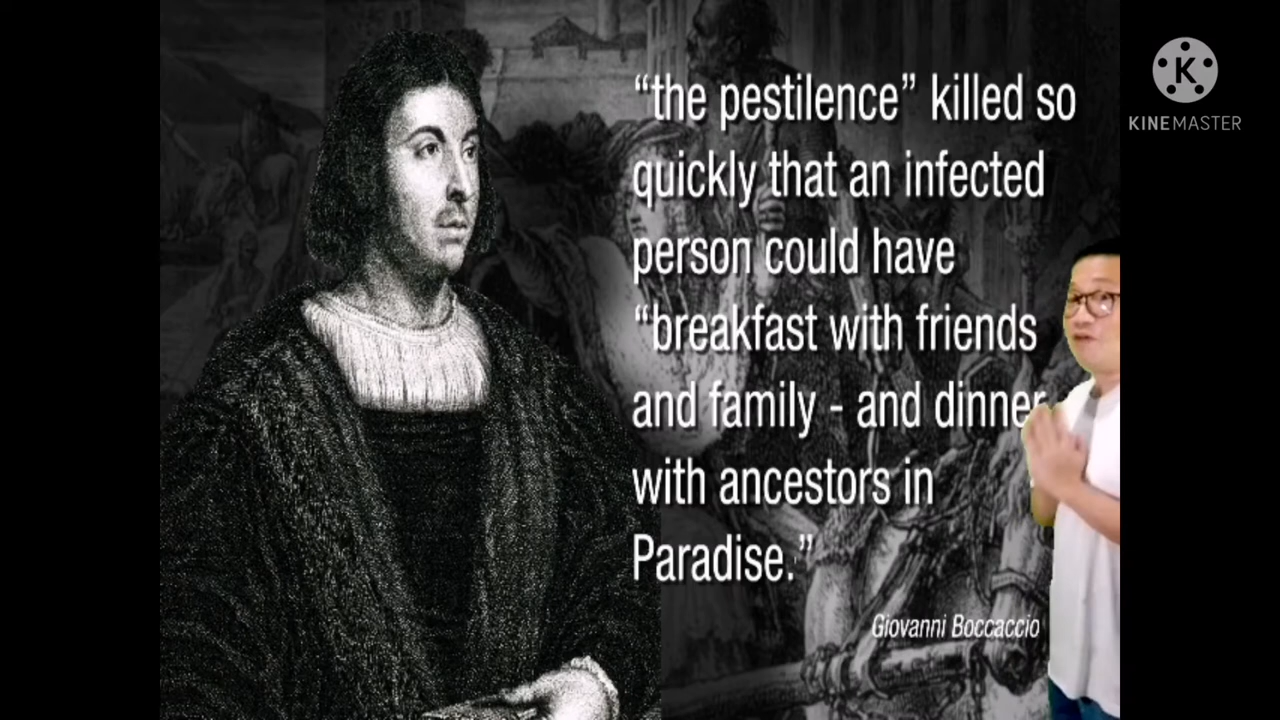 “the pestilence” killed so
quickly that an infected
person could have
“breakfast with friends
and family - and dinner
with ancestors in
Paradise.”
Giovanni Boccaccio
K
KINEMASTER